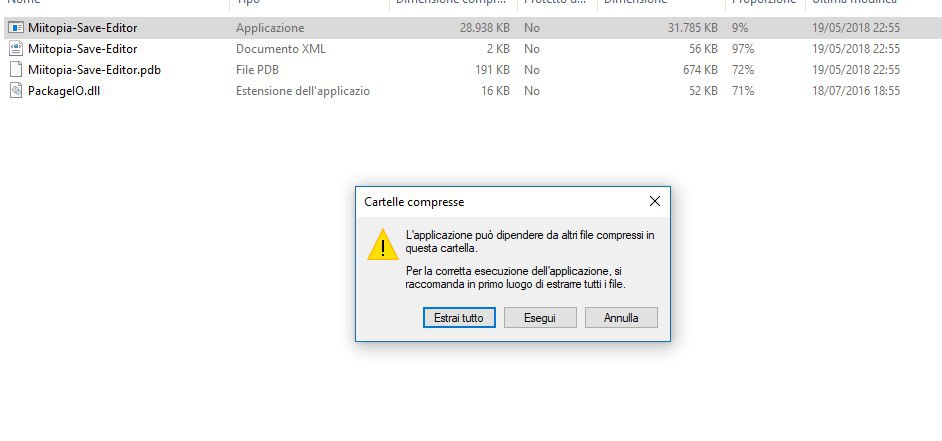 Nome Tipo Dimensione compr... Protetto d... Dimensione Proporzione Ultima modifica
Miitopia-Save-Editor Applicazione 28.938 KB No 31.785 KB 9% 19/05/2018 22:55
Miitopia-Save-Editor Documento XML 2 KB No 56 KB 97% 19/05/2018 22:55
Miitopia-Save-Editor.pdb File PDB 191 KB No 674 KB 72% 19/05/2018 22:55
PackageIO.dll Estensione dell'applicazio 16 KB No 52 KB 71% 18/07/2016 18:55
Cartelle compresse
L'applicazione può dipendere da altri file compressi in
questa cartella.
Per la corretta esecuzione dell'applicazione, si
raccomanda in primo luogo di estrarre tutti i file.
Estrai tutto Esegui Annulla